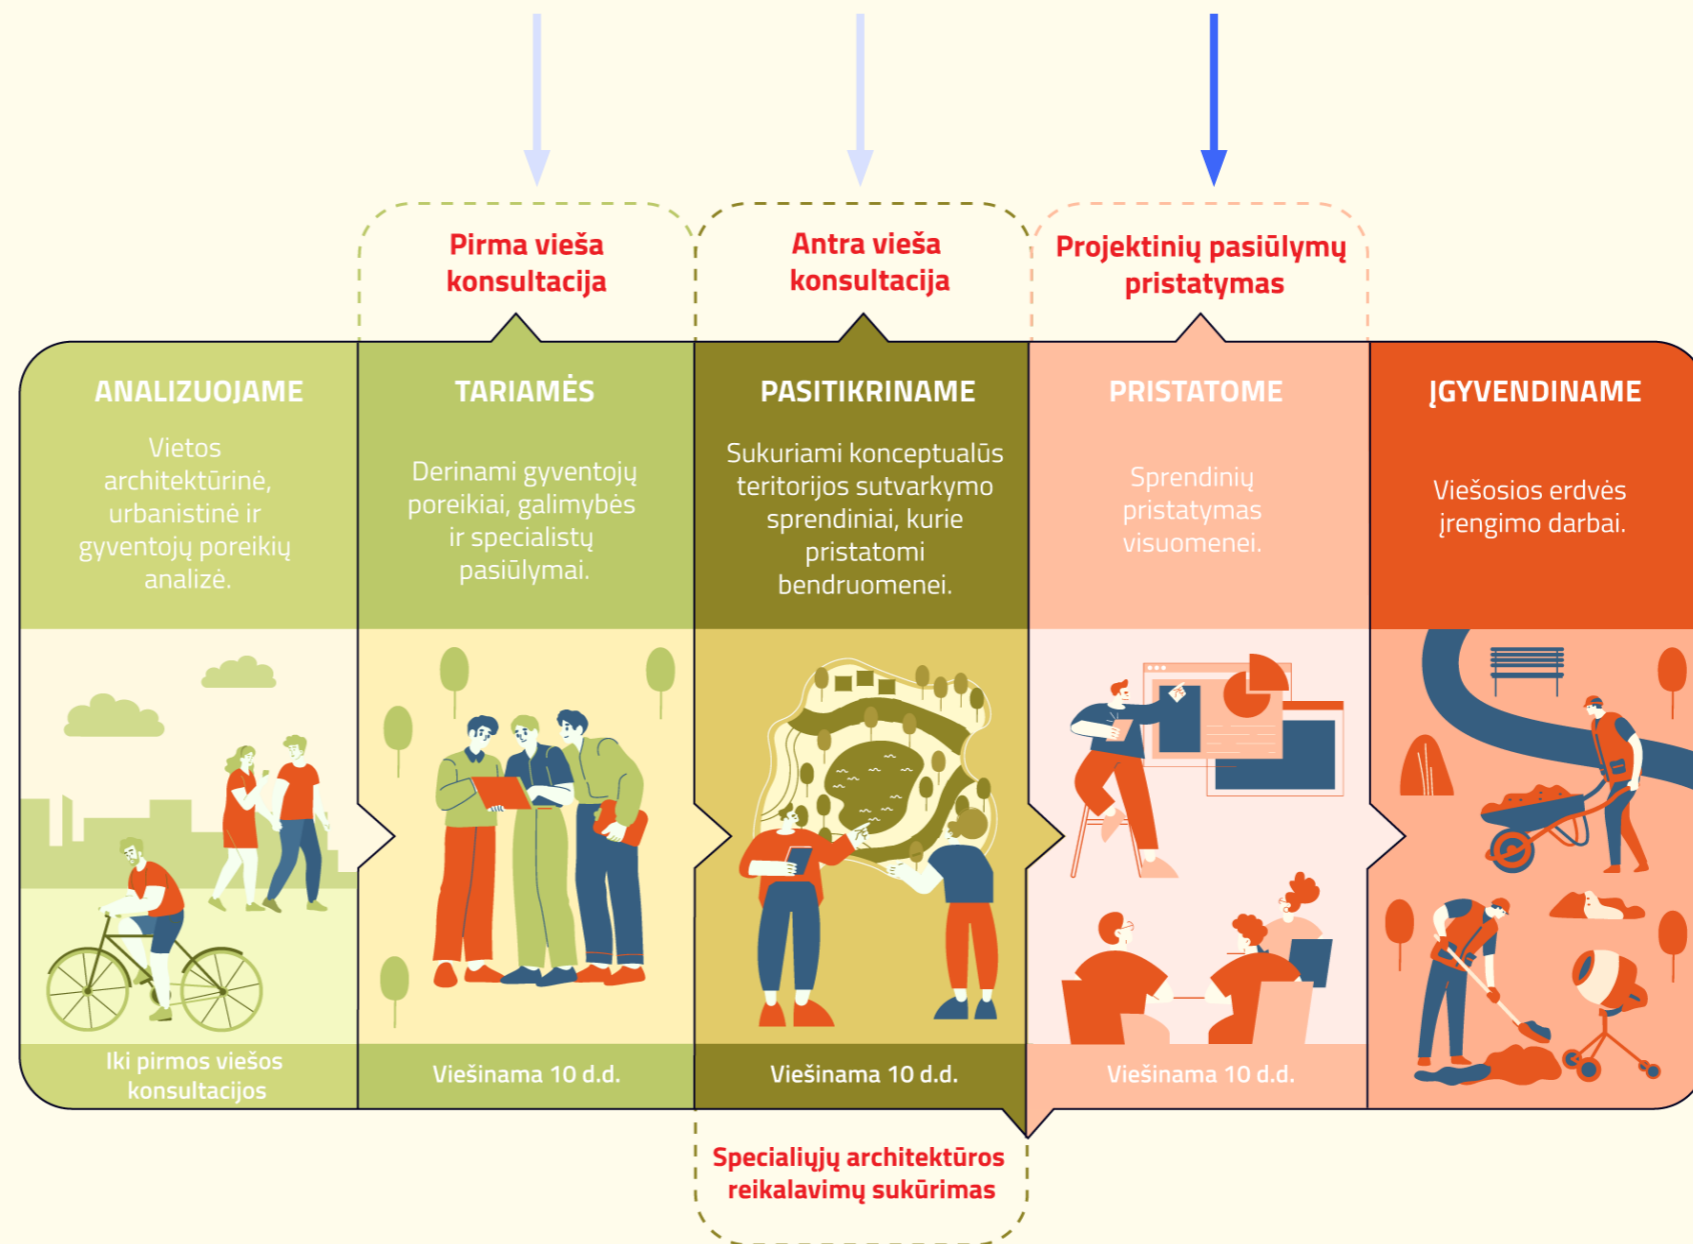 Pirma vieša
konsultacija
Antra vieša
konsultacija
Projektinių pasiūlymų
pristatymas
ANALIZUOJAME
Vietos
architektūrinė,
urbanistinė ir
gyventojų poreikių
analizė.
TARIAMĖS
Derinami gyventojų
poreikiai, galimybės
ir specialistų
pasiūlymai.
PASITIKRINAME
Sukuriami konceptualūs
teritorijos sutvarkymo
sprendiniai, kurie
pristatomi
bendruomenei.
PRISTATOME
Sprendinių
pristatymas
visuomenei.
ĮGYVENDINAME
Viešosios erdvės
įrengimo darbai.
Iki pirmos viešos
konsultacijos
Viešinama 10 d.d.
Viešinama 10 d.d.
Viešinama 10 d.d.
Specialiųjų architektūros
reikalavimų sukūrimas